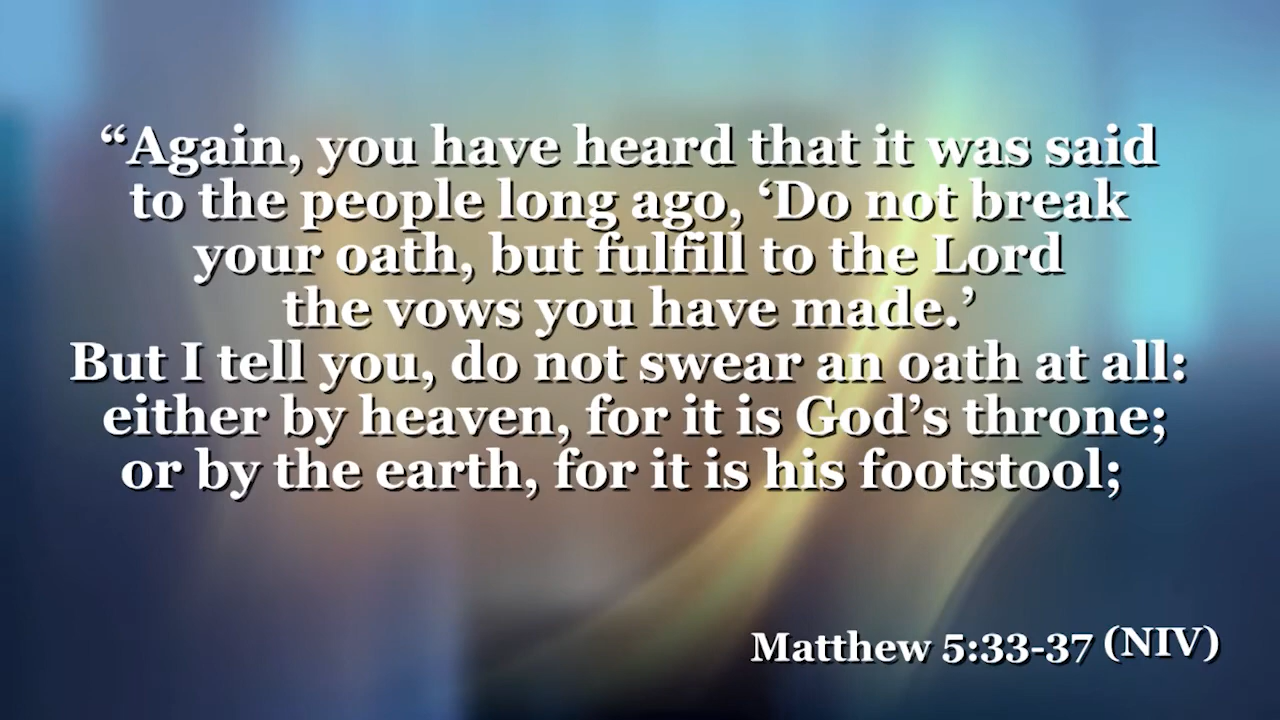 “Again, you have heard that it was said
to the people long ago, ‘Do not break
your oath, but fulfill to the Lord
the vows you have made.’
But I tell you, do not swear an oath at all:
either by heaven, for it is God’s throne;
or by the earth, for it is his footstool;
Matthew 5:33-37 (NIV)